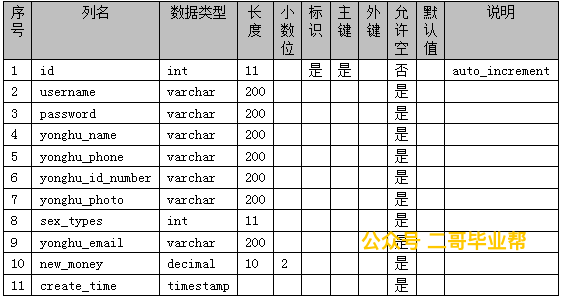 序号 列名 数据类型 长度 小数位 标识 主键 外键 允许空 默认值 说明
1 id int 11 是 是 否 auto_increment
2 username varchar 200 是
3 password varchar 200 是
4 yonghu_name varchar 200 是
5 yonghu_phone varchar 200 是
6 yonghu_id_number varchar 200 是
7 yonghu_photo varchar 200 是
8 sex_types int 11 是
9 yonghu_email varchar 200 是
公众号 二哥毕业帮
10 new_money decimal 10 2 是
11 create_time timestamp 是